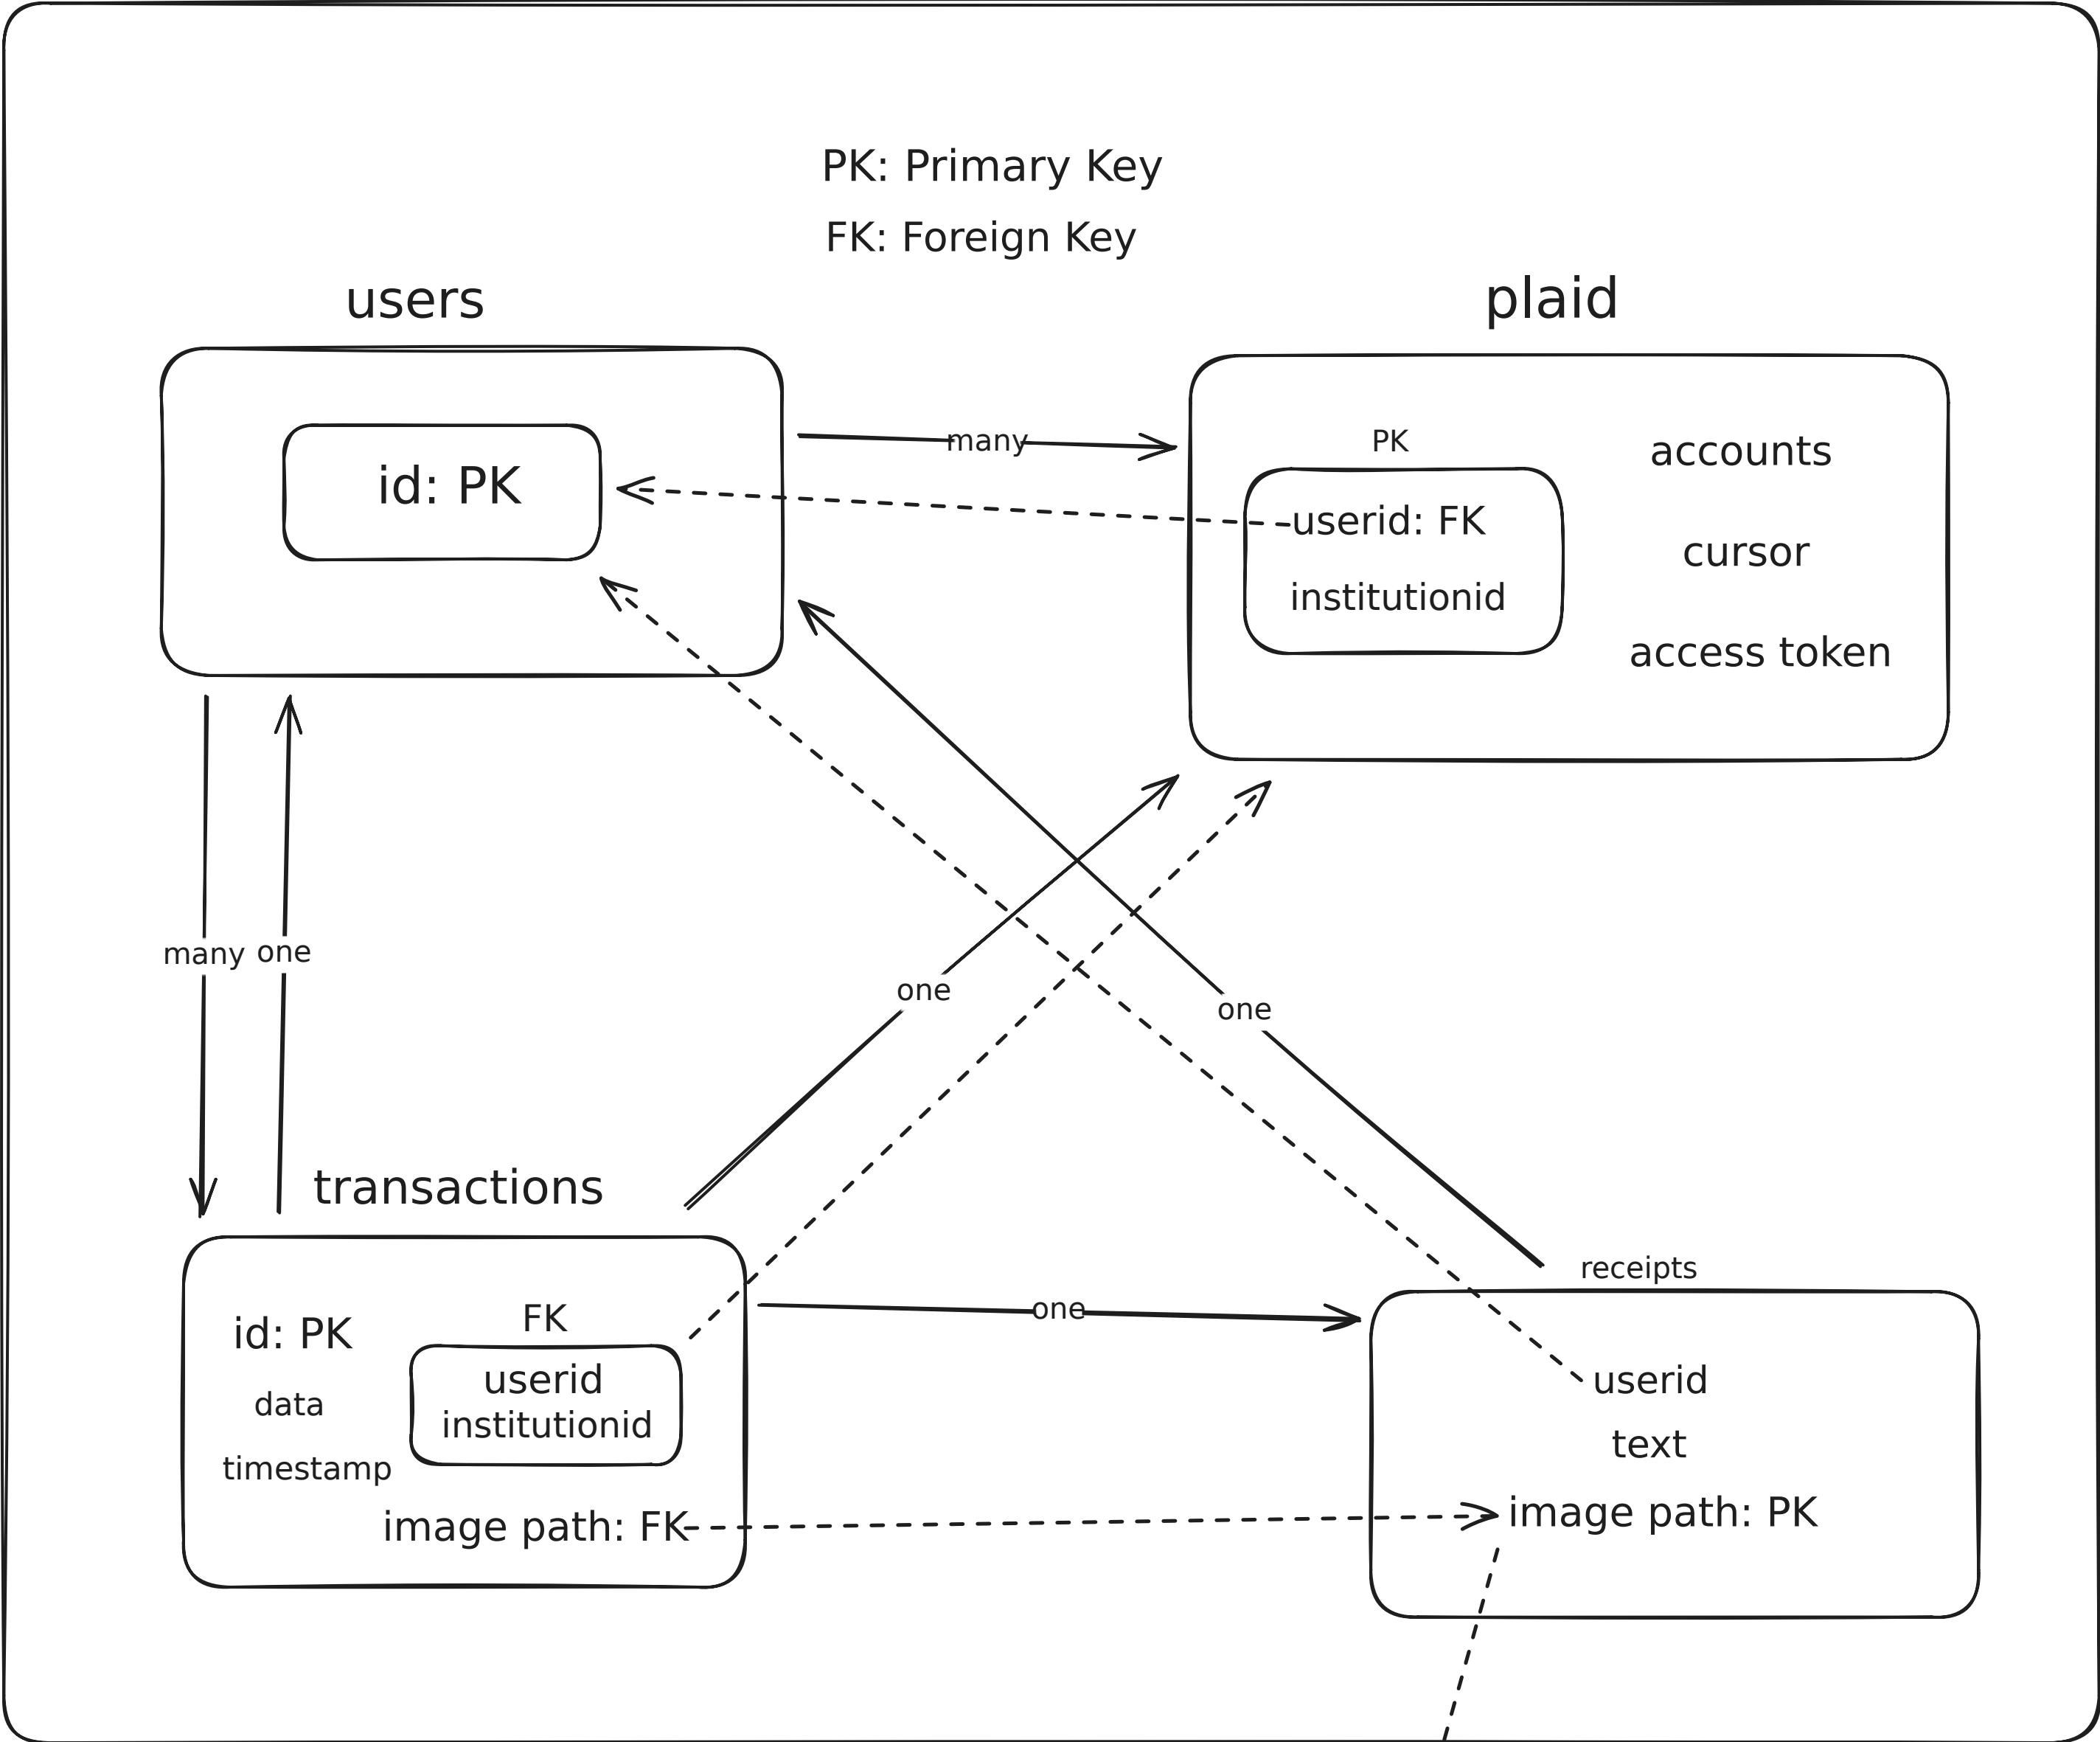 PK: Primary Key
FK: Foreign Key
users
plaid
id: PK
many
PK
userid: FK
institutionid
accounts
cursor
access token
many
one
one
one
transactions
id: PK
data
timestamp
FK
userid
institutionid
image path: FK
one
receipts
userid
text
image path: PK